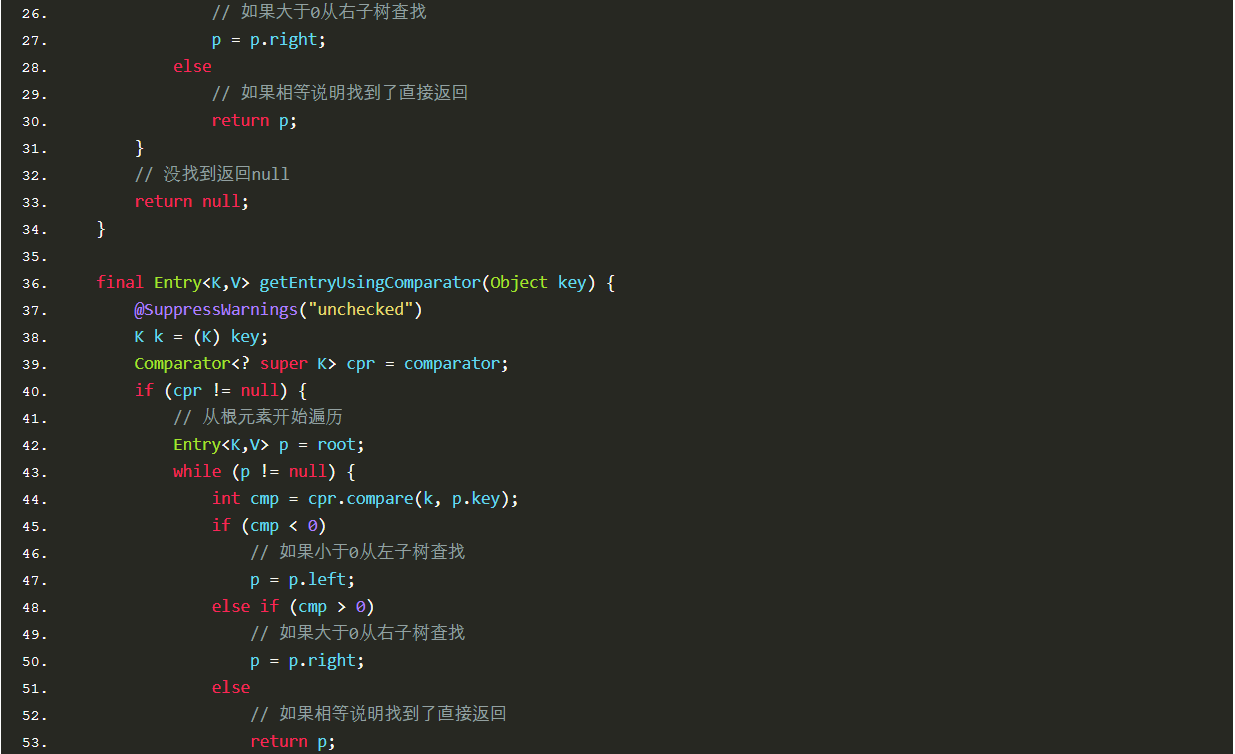 26.                 // 如果大于0从右子树查找
27.                 p = p.right;
28.             else
29.                 // 如果相等说明找到了直接返回
30.                 return p;
31.         }
32.         // 没找到返回null
33.         return null;
34.     }
35.
36.     final Entry<K,V> getEntryUsingComparator(Object key) {
37.         @SuppressWarnings("unchecked")
38.         K k = (K) key;
39.         Comparator<? super K> cpr = comparator;
40.         if (cpr != null) {
41.             // 从根元素开始遍历
42.             Entry<K,V> p = root;
43.             while (p != null) {
44.                 int cmp = cpr.compare(k, p.key);
45.                 if (cmp < 0)
46.                     // 如果小于0从左子树查找
47.                     p = p.left;
48.                 else if (cmp > 0)
49.                     // 如果大于0从右子树查找
50.                     p = p.right;
51.                 else
52.                     // 如果相等说明找到了直接返回
53.                     return p;